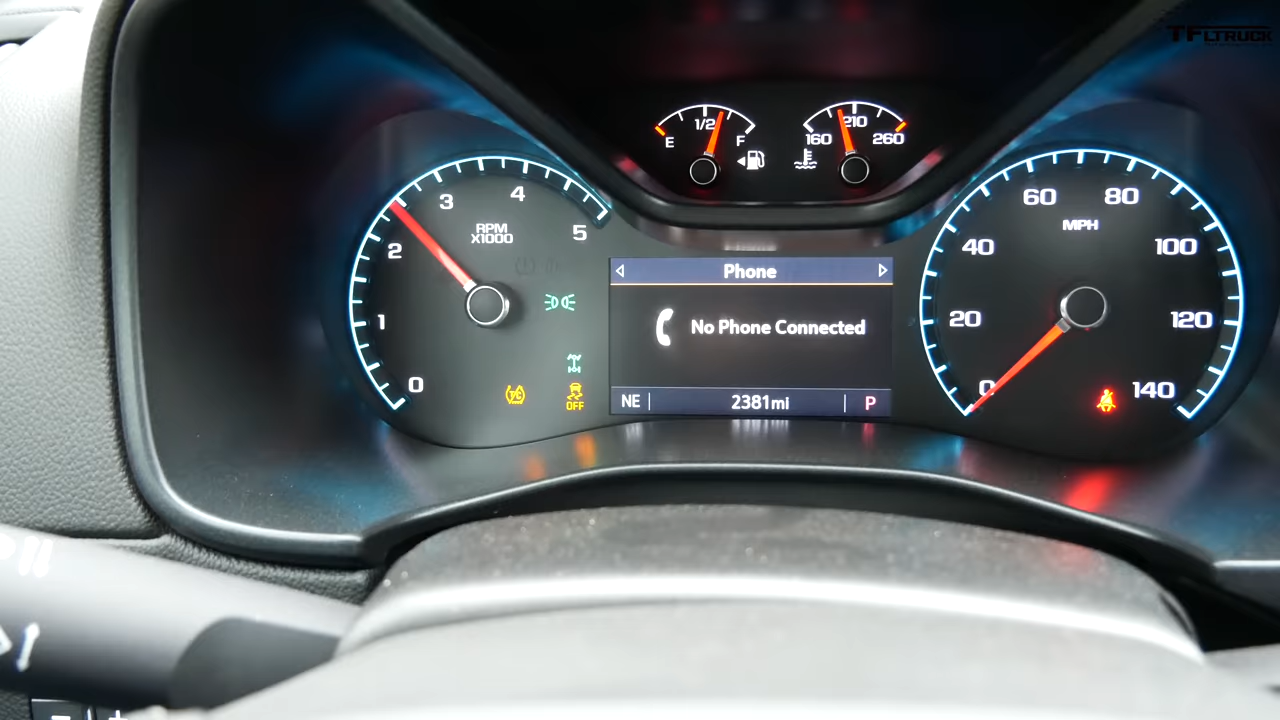 TFLTRUCK
1/2
E
F
160
210
260
0
1
2
3
4
5
RPM
X1000
TC
OFF
Phone
No Phone Connected
NE
2381mi
P
0
20
40
60
80
100
120
140
MPH